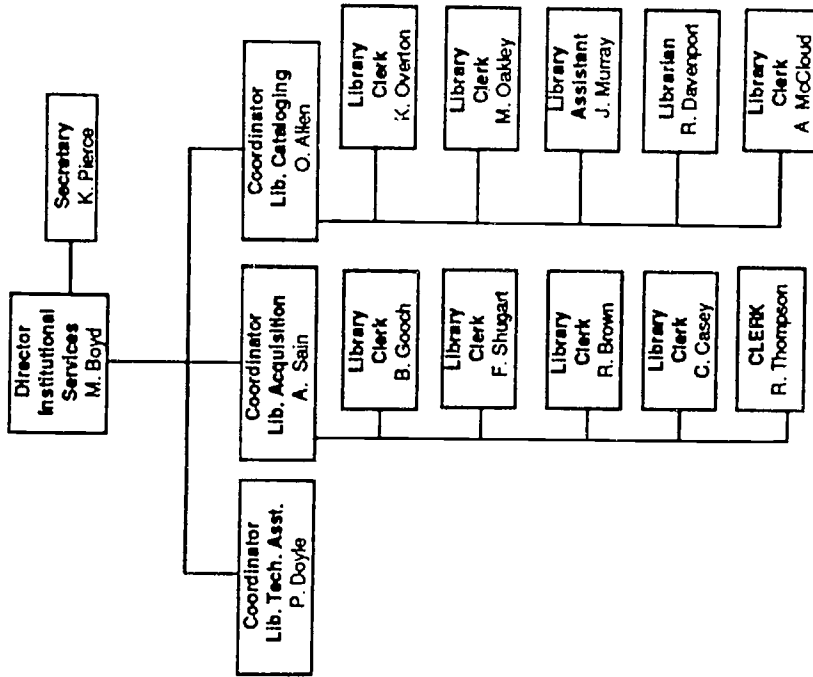 Director
Institutional
Services
M. Boyd
Secretary
K. Pierce
Coordinator
Lib. Tech. Asst.
P. Doyle
Coordinator
Lib. Acquisition
A. Sain
Coordinator
Lib. Cataloging
O. Allen
Library
Clerk
B. Gooch
Library
Clerk
F. Shugart
Library
Clerk
R. Brown
Library
Clerk
C. Casey
CLERK
R. Thompson
Library
Clerk
K. Overton
Library
Clerk
M. Oakley
Library
Assistant
J. Murray
Librarian
R. Davenport
Library
Clerk
A McCloud